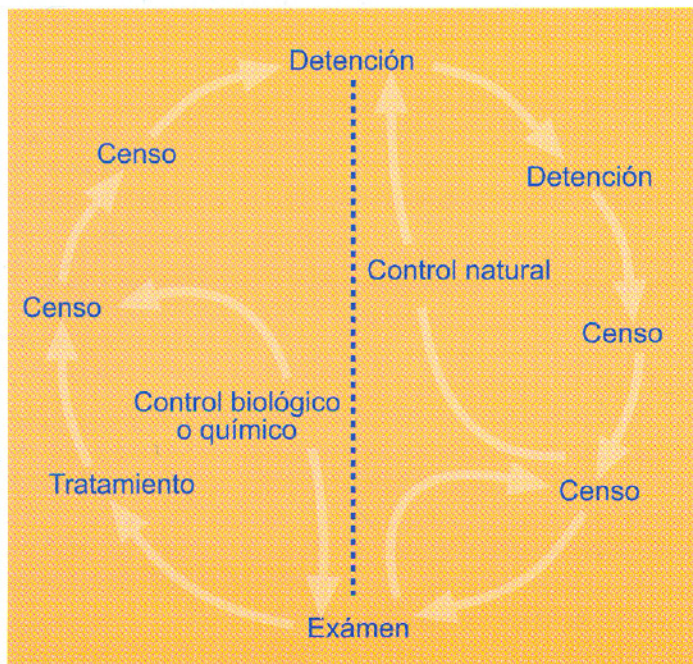 Detención
Censo
Detención
Control natural
Censo
Censo
Control biológico
o químico
Tratamiento
Censo
Exámen